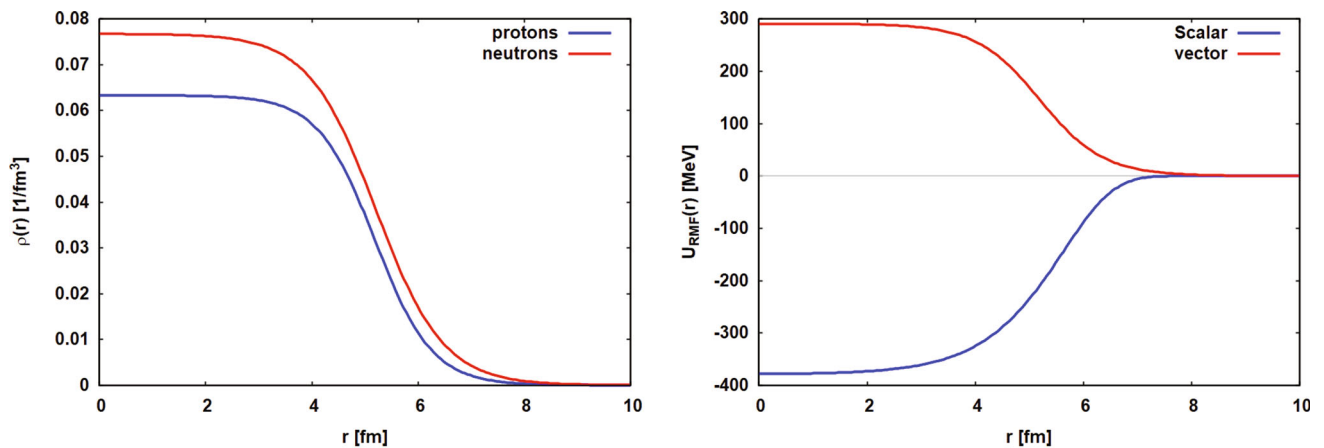 0.08
0.07
0.06
0.05
0.04
0.03
0.02
0.01
0
ρ(r) [1/fm³]
protons
neutrons
0 2 4 6 8 10
r [fm]
300
200
100
0
-100
-200
-300
-400
U_RMF(r) [MeV]
Scalar
vector
0 2 4 6 8 10
r [fm]